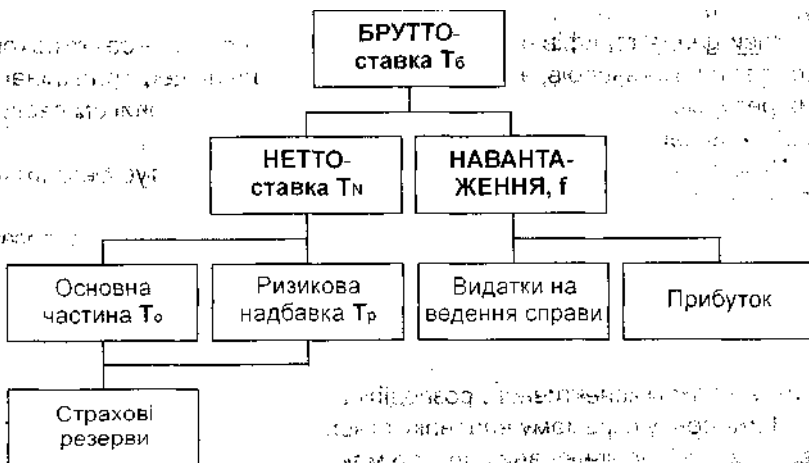 БРУТТО-
ставка Тб
НЕТТО-
ставка ТN
НАВАНТА-
ЖЕННЯ, f
Основна
частина То
Ризикова
надбавка Тр
Видатки на
ведення справи
Прибуток
Страхові
резерви